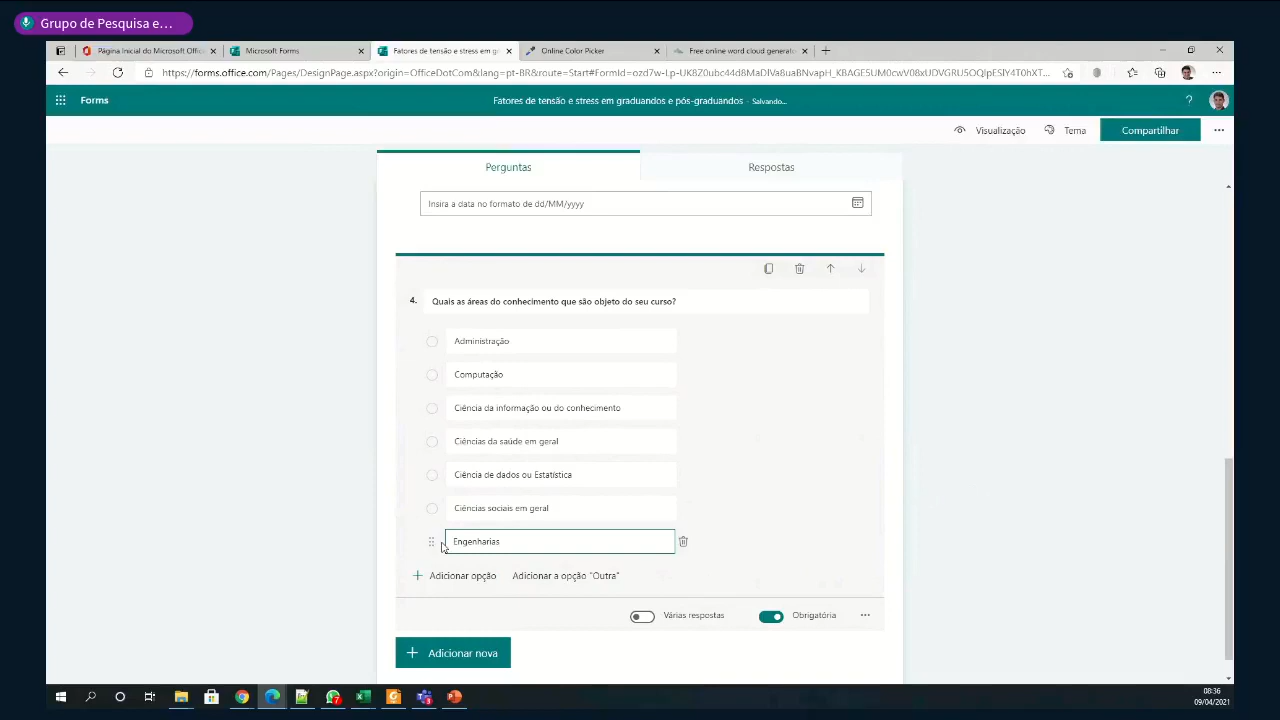 Grupo de Pesquisa e...
Página Inicial do Microsoft Offic
Microsoft Forms
Fatores de tensão e stress em gr
Online Color Picker
Free online word cloud generato
Forms
Fatores de tensão e stress em graduandos e pós-graduandos - Salvando...
?
Visualização
Tema
Compartilhar
Perguntas
Respostas
Insira a data no formato de dd/MM/yyyy
4. Quais as áreas do conhecimento que são objeto do seu curso?
Administração
Computação
Ciência da informação ou do conhecimento
Ciências da saúde em geral
Ciência de dados ou Estatística
Ciências sociais em geral
Engenharias
Adicionar opção
Adicionar a opção "Outra"
Várias respostas
Obrigatória
Adicionar nova
08:36
09/04/2021